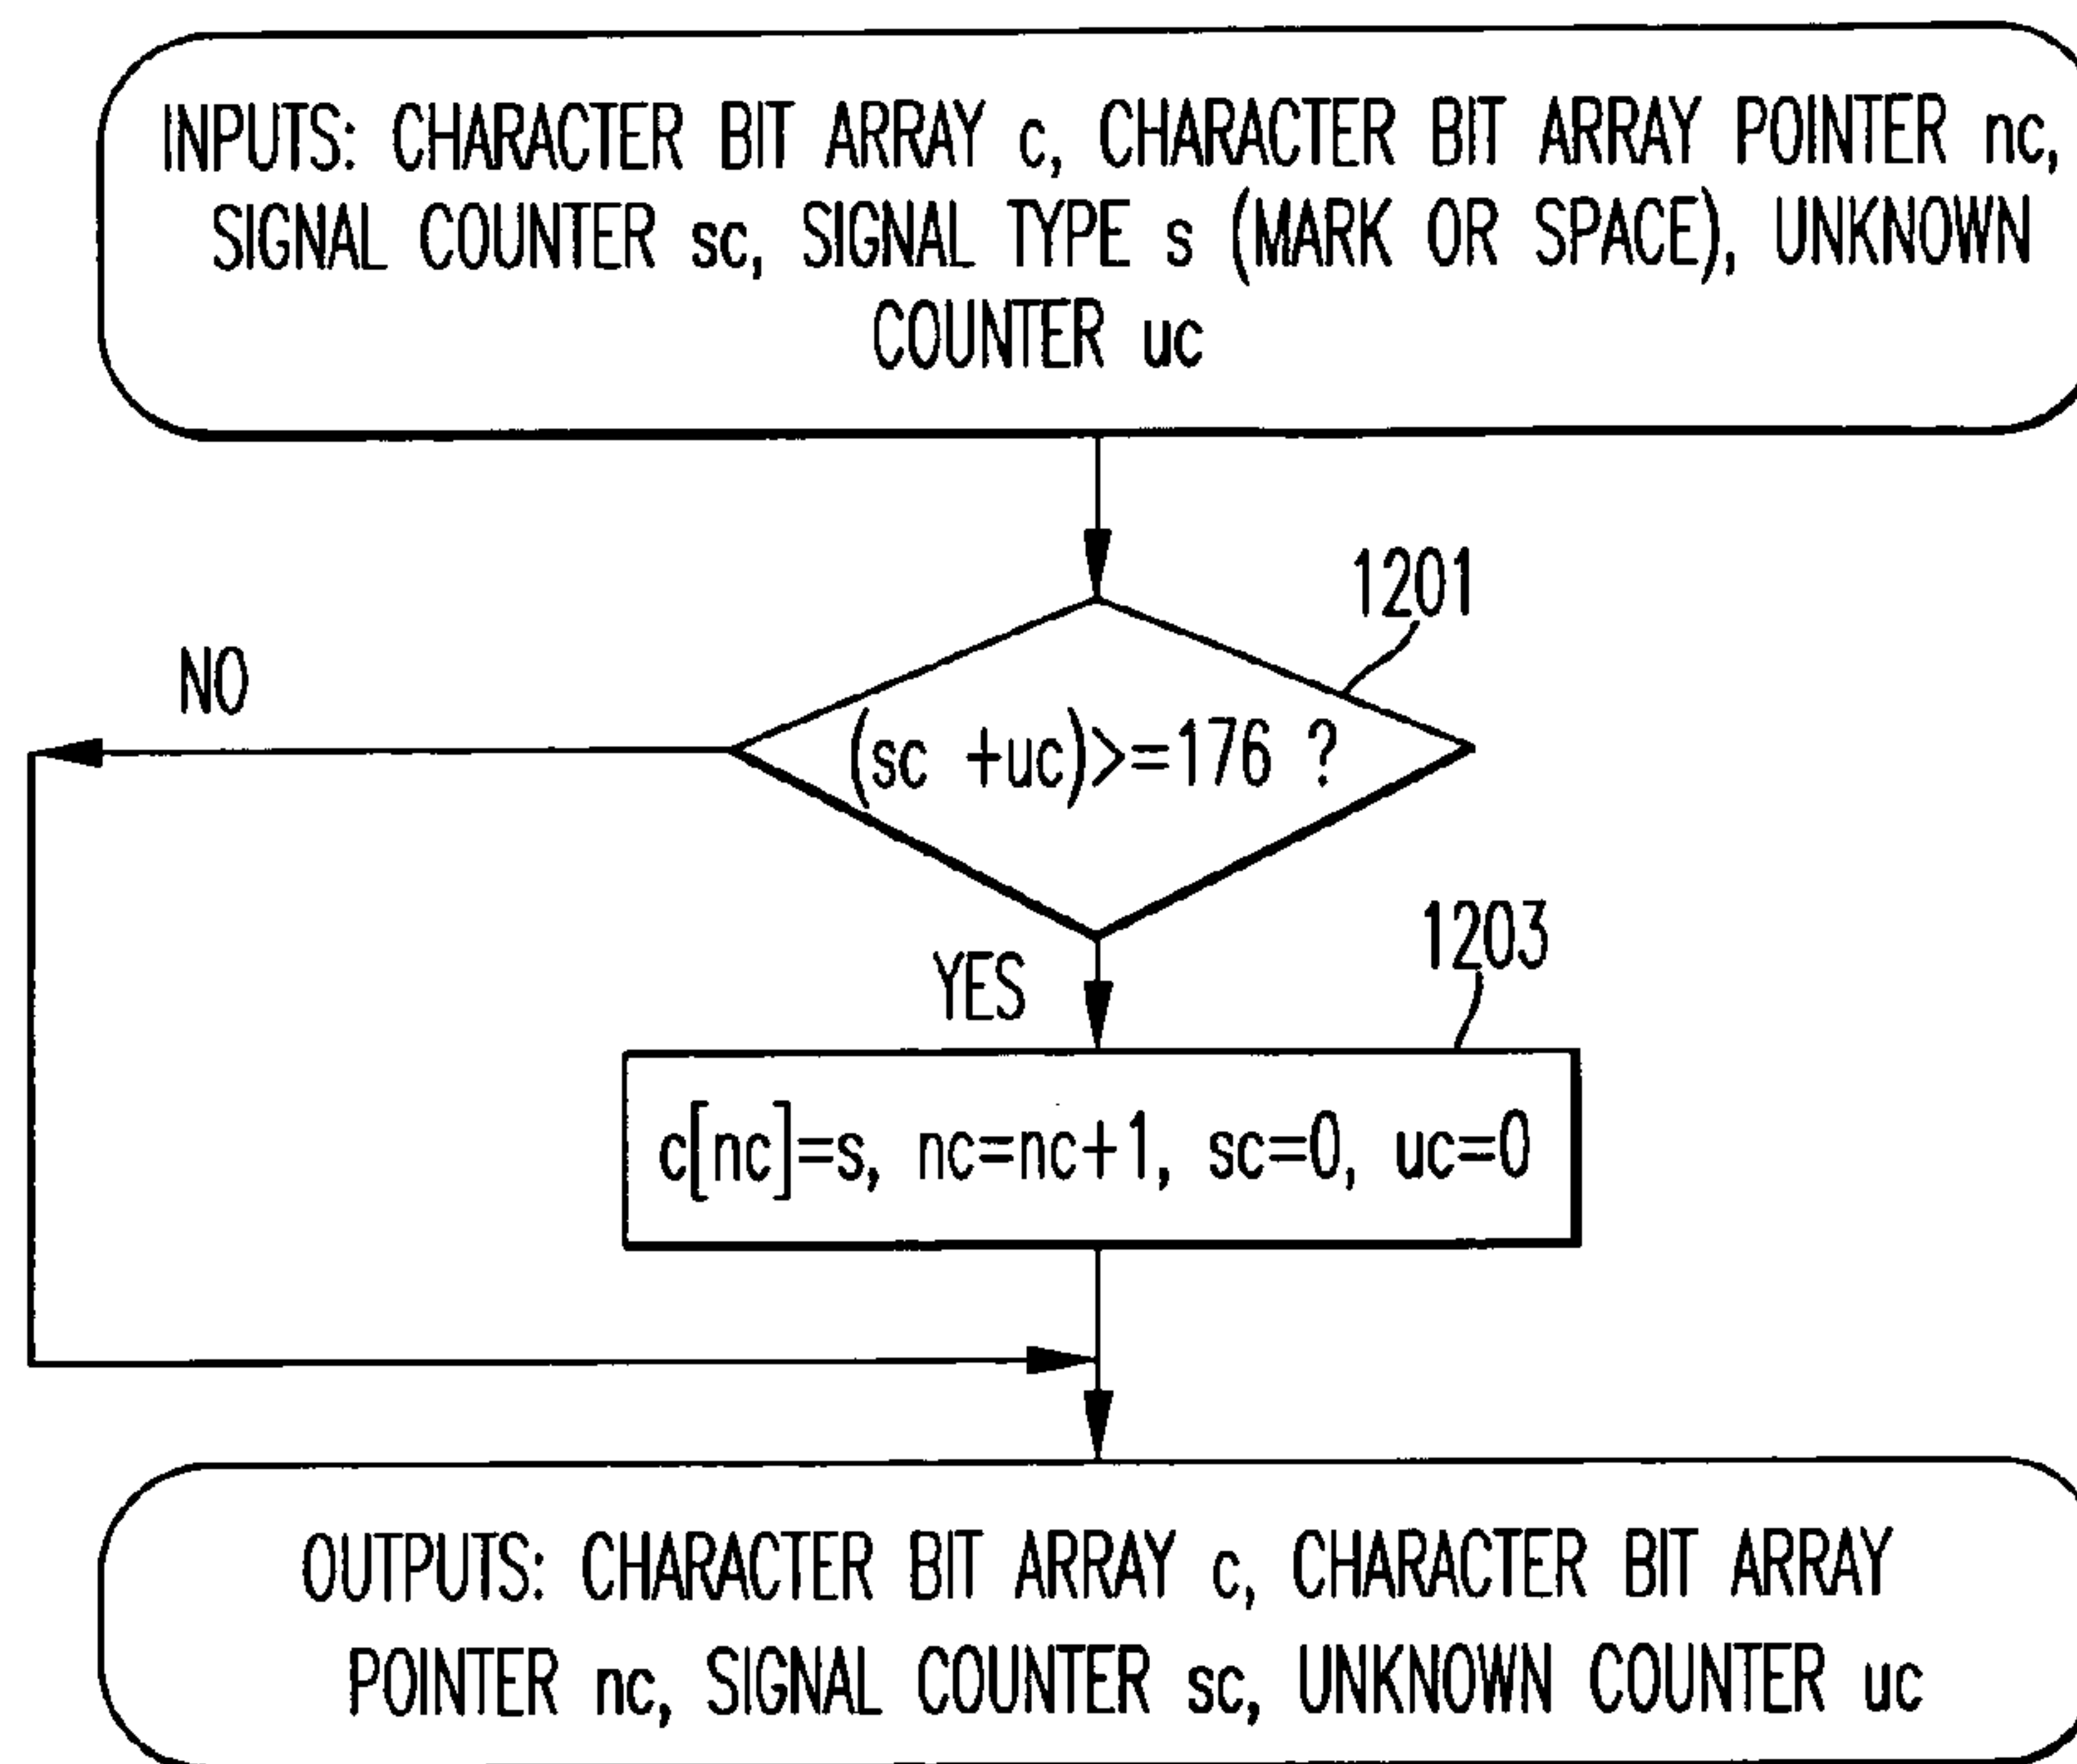 INPUTS: CHARACTER BIT ARRAY c, CHARACTER BIT ARRAY POINTER nc,
SIGNAL COUNTER sc, SIGNAL TYPE s (MARK OR SPACE), UNKNOWN
COUNTER uc
1201
NO
(sc +uc)>=176 ?
1203
YES
c[nc]=s, nc=nc+1, sc=0, uc=0
OUTPUTS: CHARACTER BIT ARRAY c, CHARACTER BIT ARRAY
POINTER nc, SIGNAL COUNTER sc, UNKNOWN COUNTER uc